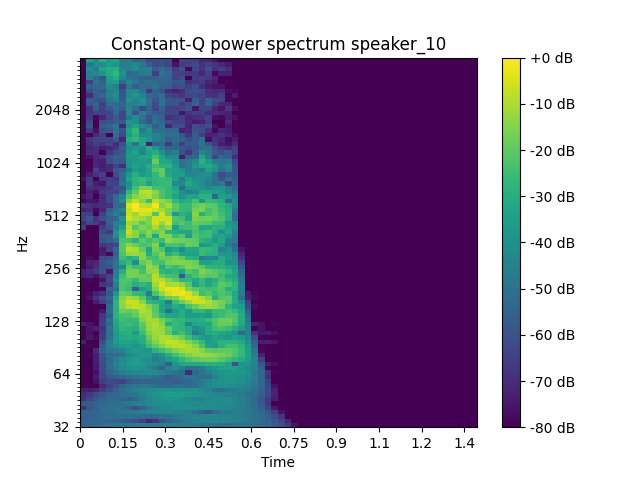 Constant-Q power spectrum speaker_10
Hz
2048
1024
512
256
128
64
32
0 0.15 0.3 0.45 0.6 0.75 0.9 1.1 1.2 1.4
Time
+0 dB
-10 dB
-20 dB
-30 dB
-40 dB
-50 dB
-60 dB
-70 dB
-80 dB